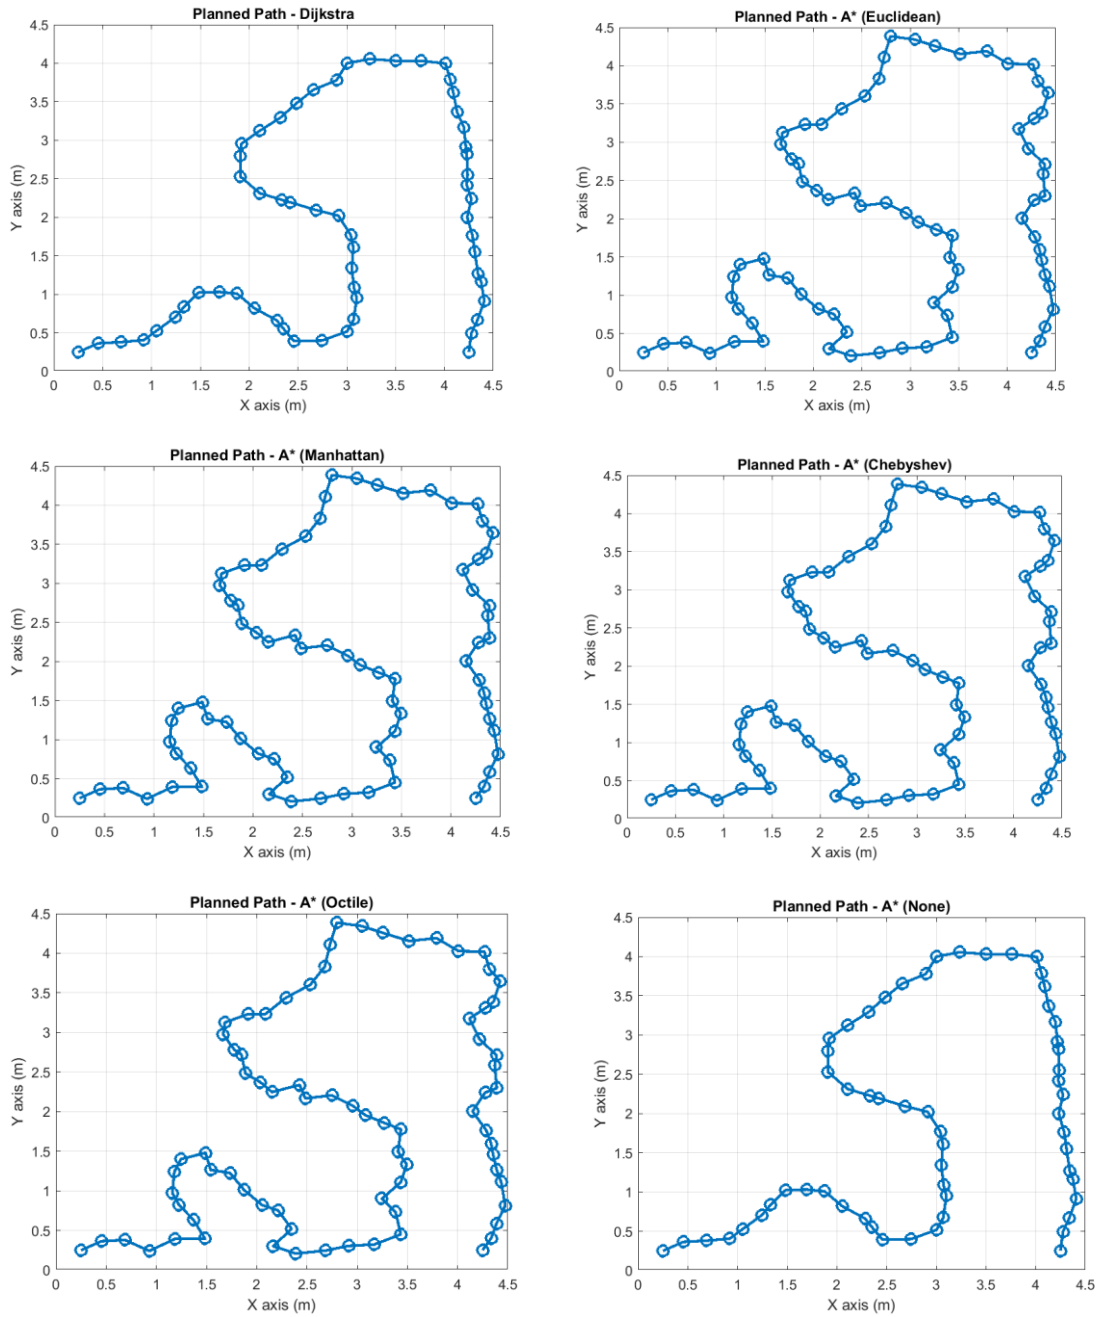 Planned Path - Dijkstra
4.5
4
3.5
3
2.5
2
1.5
1
0.5
0
Y axis (m)
0 0.5 1 1.5 2 2.5 3 3.5 4 4.5
X axis (m)
Planned Path - A* (Euclidean)
4.5
4
3.5
3
2.5
2
1.5
1
0.5
0
Y axis (m)
0 0.5 1 1.5 2 2.5 3 3.5 4 4.5
X axis (m)
Planned Path - A* (Manhattan)
4.5
4
3.5
3
2.5
2
1.5
1
0.5
0
Y axis (m)
0 0.5 1 1.5 2 2.5 3 3.5 4 4.5
X axis (m)
Planned Path - A* (Chebyshev)
4.5
4
3.5
3
2.5
2
1.5
1
0.5
0
Y axis (m)
0 0.5 1 1.5 2 2.5 3 3.5 4 4.5
X axis (m)
Planned Path - A* (Octile)
4.5
4
3.5
3
2.5
2
1.5
1
0.5
0
Y axis (m)
0 0.5 1 1.5 2 2.5 3 3.5 4 4.5
X axis (m)
Planned Path - A* (None)
4.5
4
3.5
3
2.5
2
1.5
1
0.5
0
Y axis (m)
0 0.5 1 1.5 2 2.5 3 3.5 4 4.5
X axis (m)